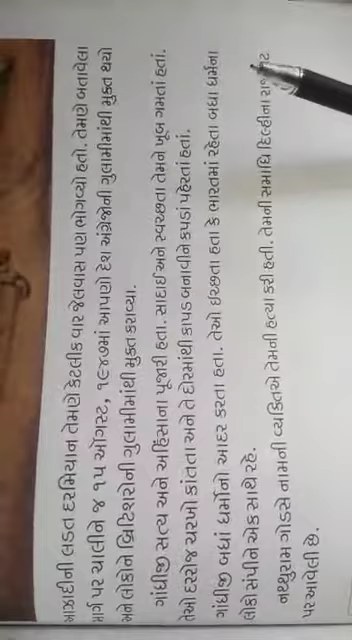 આઝાદીની લડત દરમિયાન તેમણે કેટલીક વાર જેલવાસ પણ ભોગવ્યો હતો. તેમણે બતાવેલા
માર્ગ પર ચાલીને જ ૧૫ ઑગસ્ટ, ૧૯૪૭માં આપણો દેશ અંગ્રેજોની ગુલામીમાંથી મુક્ત થયો
અને લોકોને બ્રિટિશરોની ગુલામીમાંથી મુક્ત કરાવ્યા.
ગાંધીજી સત્ય અને અહિંસાના પૂજારી હતા. સાદાઈ અને સ્વચ્છતા તેમને ખૂબ ગમતાં હતાં.
તેઓ દરરોજ ચરખો કાંતતા અને તે દોરમાંથી કાપડ બનાવીને કપડાં પહેરતાં હતાં.
ગાંધીજી બધાં ધર્મોનો આદર કરતા હતા. તેઓ ઇચ્છતા હતા કે ભારતમાં રહેતા બધા ધર્મના
લોકો સંપીને એક સાથે રહે.
નથ્થુરામ ગોડસે નામની વ્યક્તિએ તેમની હત્યા કરી હતી. તેમની સમાધિ દિલ્હીના
પર આવેલી છે.